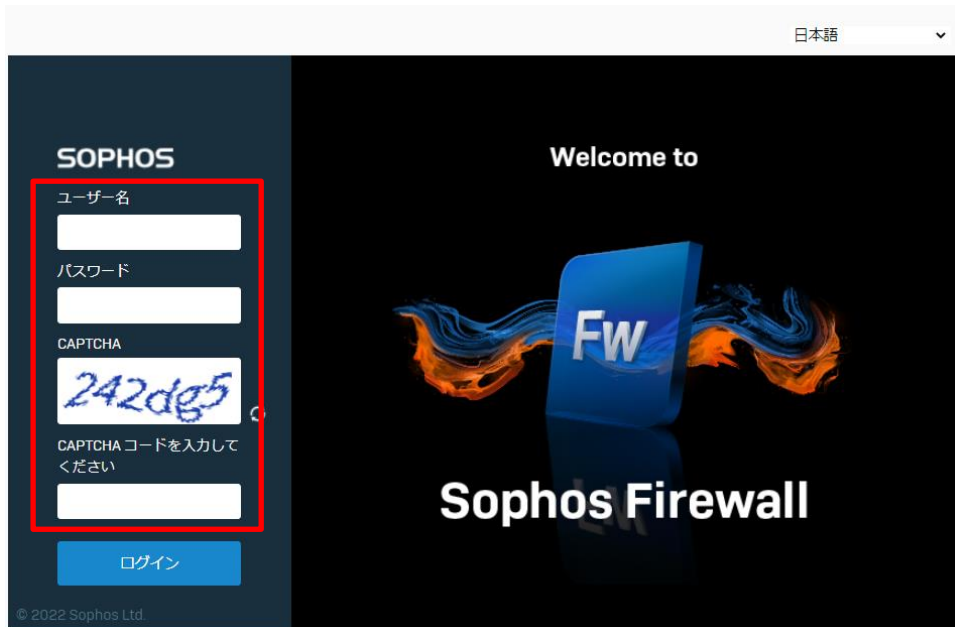 日本語
SOPHOS
ユーザー名
パスワード
CAPTCHA
242dg5
CAPTCHA コードを入力して
ください
ログイン
© 2022 Sophos Ltd.
Welcome to
Fw
Sophos Firewall